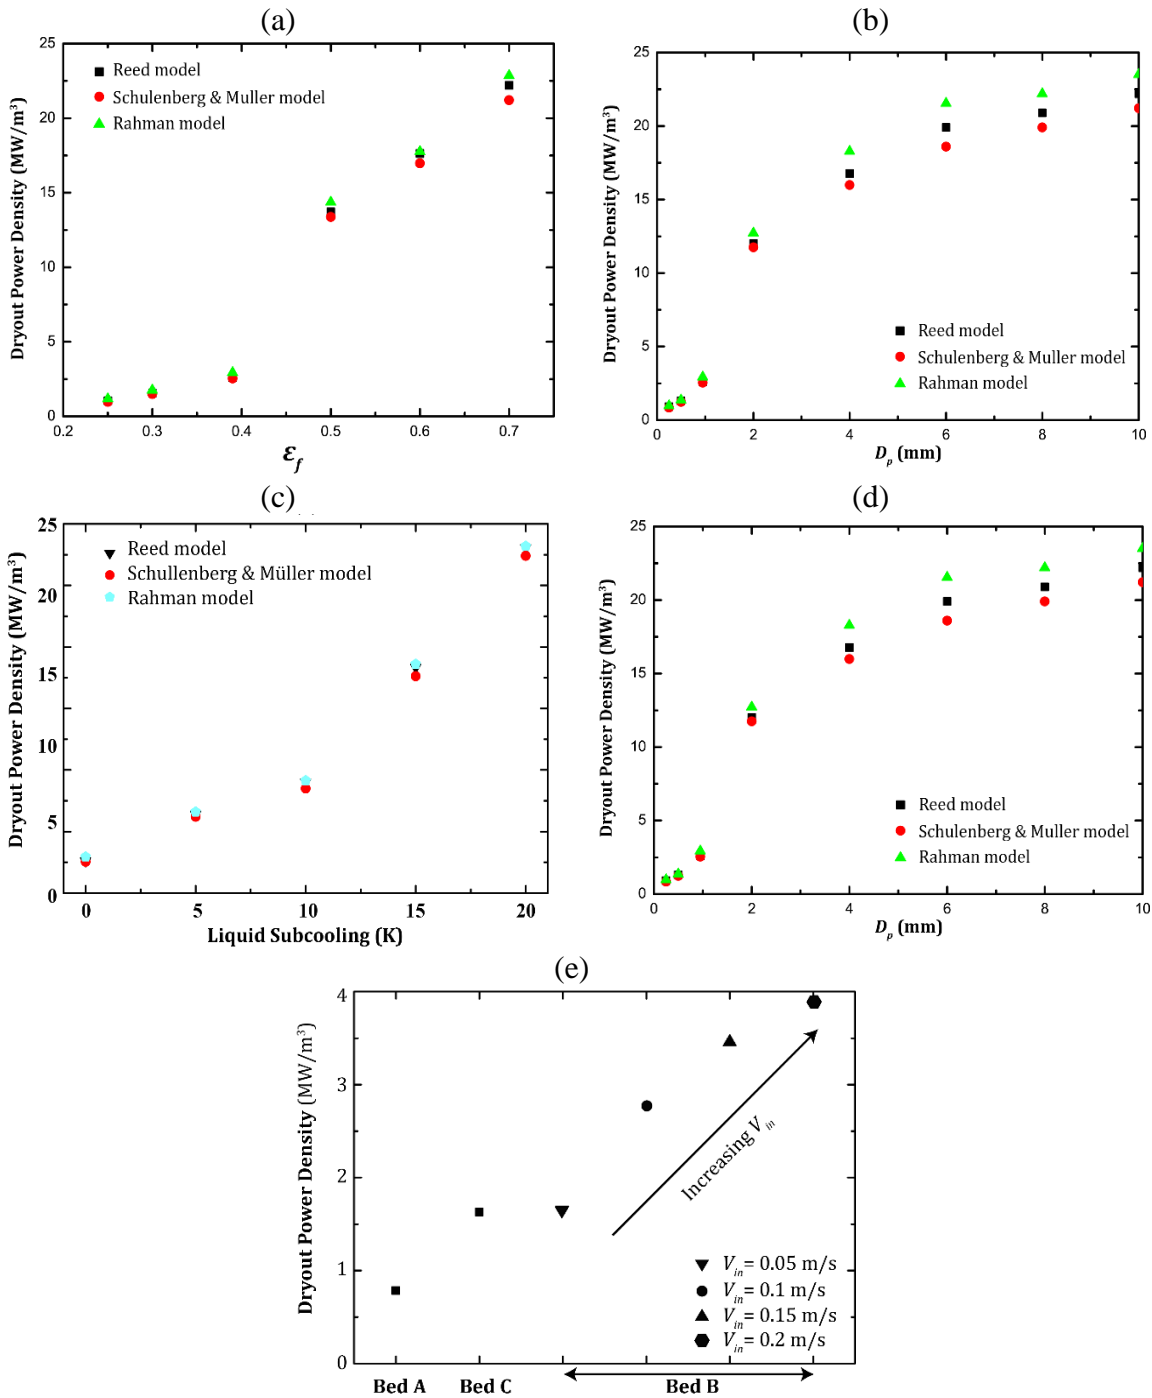 (a)
25
20
15
10
5
0
0.2 0.3 0.4 0.5 0.6 0.7
Dryout Power Density (MW/m³)
ε_f
Reed model
Schulenberg & Muller model
Rahman model
(b)
25
20
15
10
5
0
0 2 4 6 8 10
Dryout Power Density (MW/m³)
D_p (mm)
Reed model
Schulenberg & Muller model
Rahman model
(c)
25
20
15
10
5
0
0 5 10 15 20
Dryout Power Density (MW/m³)
Liquid Subcooling (K)
Reed model
Schullenberg & Müller model
Rahman model
(d)
25
20
15
10
5
0
0 2 4 6 8 10
Dryout Power Density (MW/m³)
D_p (mm)
Reed model
Schulenberg & Muller model
Rahman model
(e)
4
3
2
1
0
Dryout Power Density (MW/m³)
Increasing V_in
V_in= 0.05 m/s
V_in= 0.1 m/s
V_in= 0.15 m/s
V_in= 0.2 m/s
Bed A Bed C Bed B